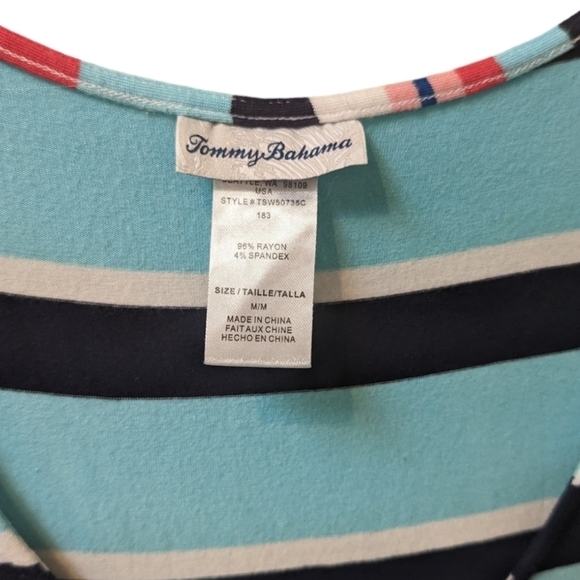 Tommy Bahama
SEATTLE, WA 98109
USA
STYLE# TSW50735C
183
96% RAYON
4% SPANDEX
SIZE / TAILLE/TALLA
M/M
MADE IN CHINA
FAIT AUX CHINE
HECHO EN CHINA